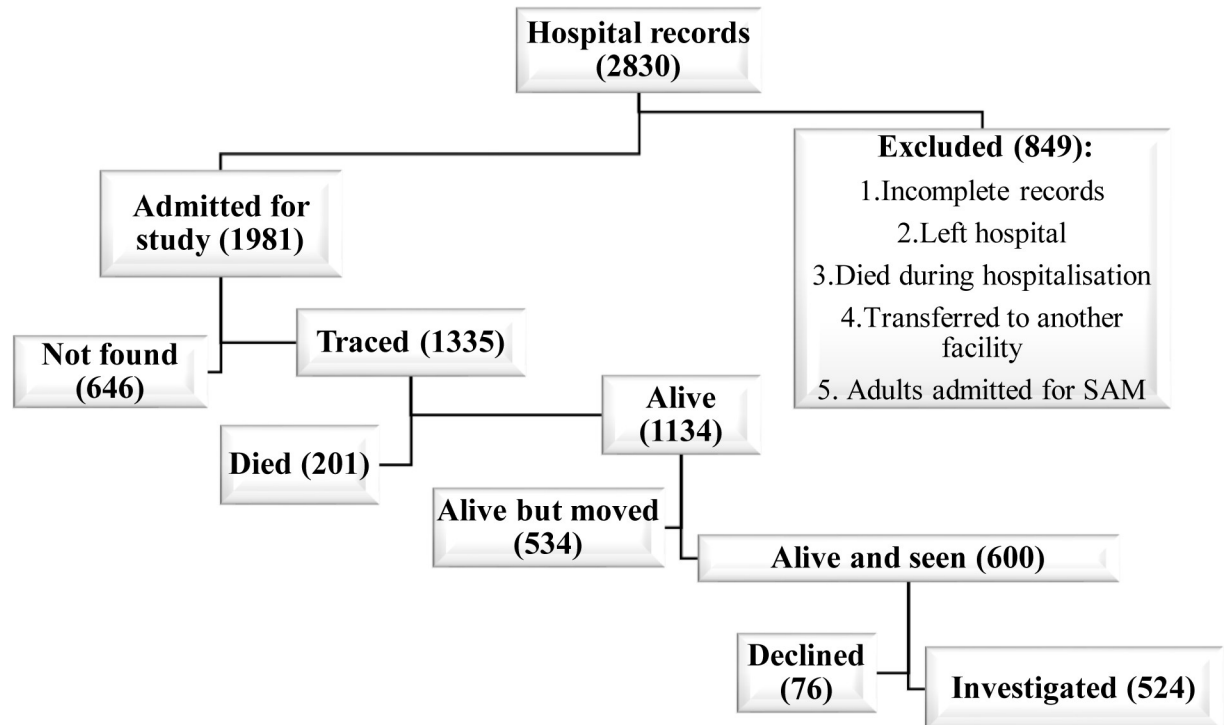 Hospital records
(2830)
Excluded (849):
1.Incomplete records
2.Left hospital
3.Died during hospitalisation
4.Transferred to another
facility
5. Adults admitted for SAM
Admitted for
study (1981)
Not found
(646)
Traced (1335)
Died (201)
Alive
(1134)
Alive but moved
(534)
Alive and seen (600)
Declined
(76)
Investigated (524)